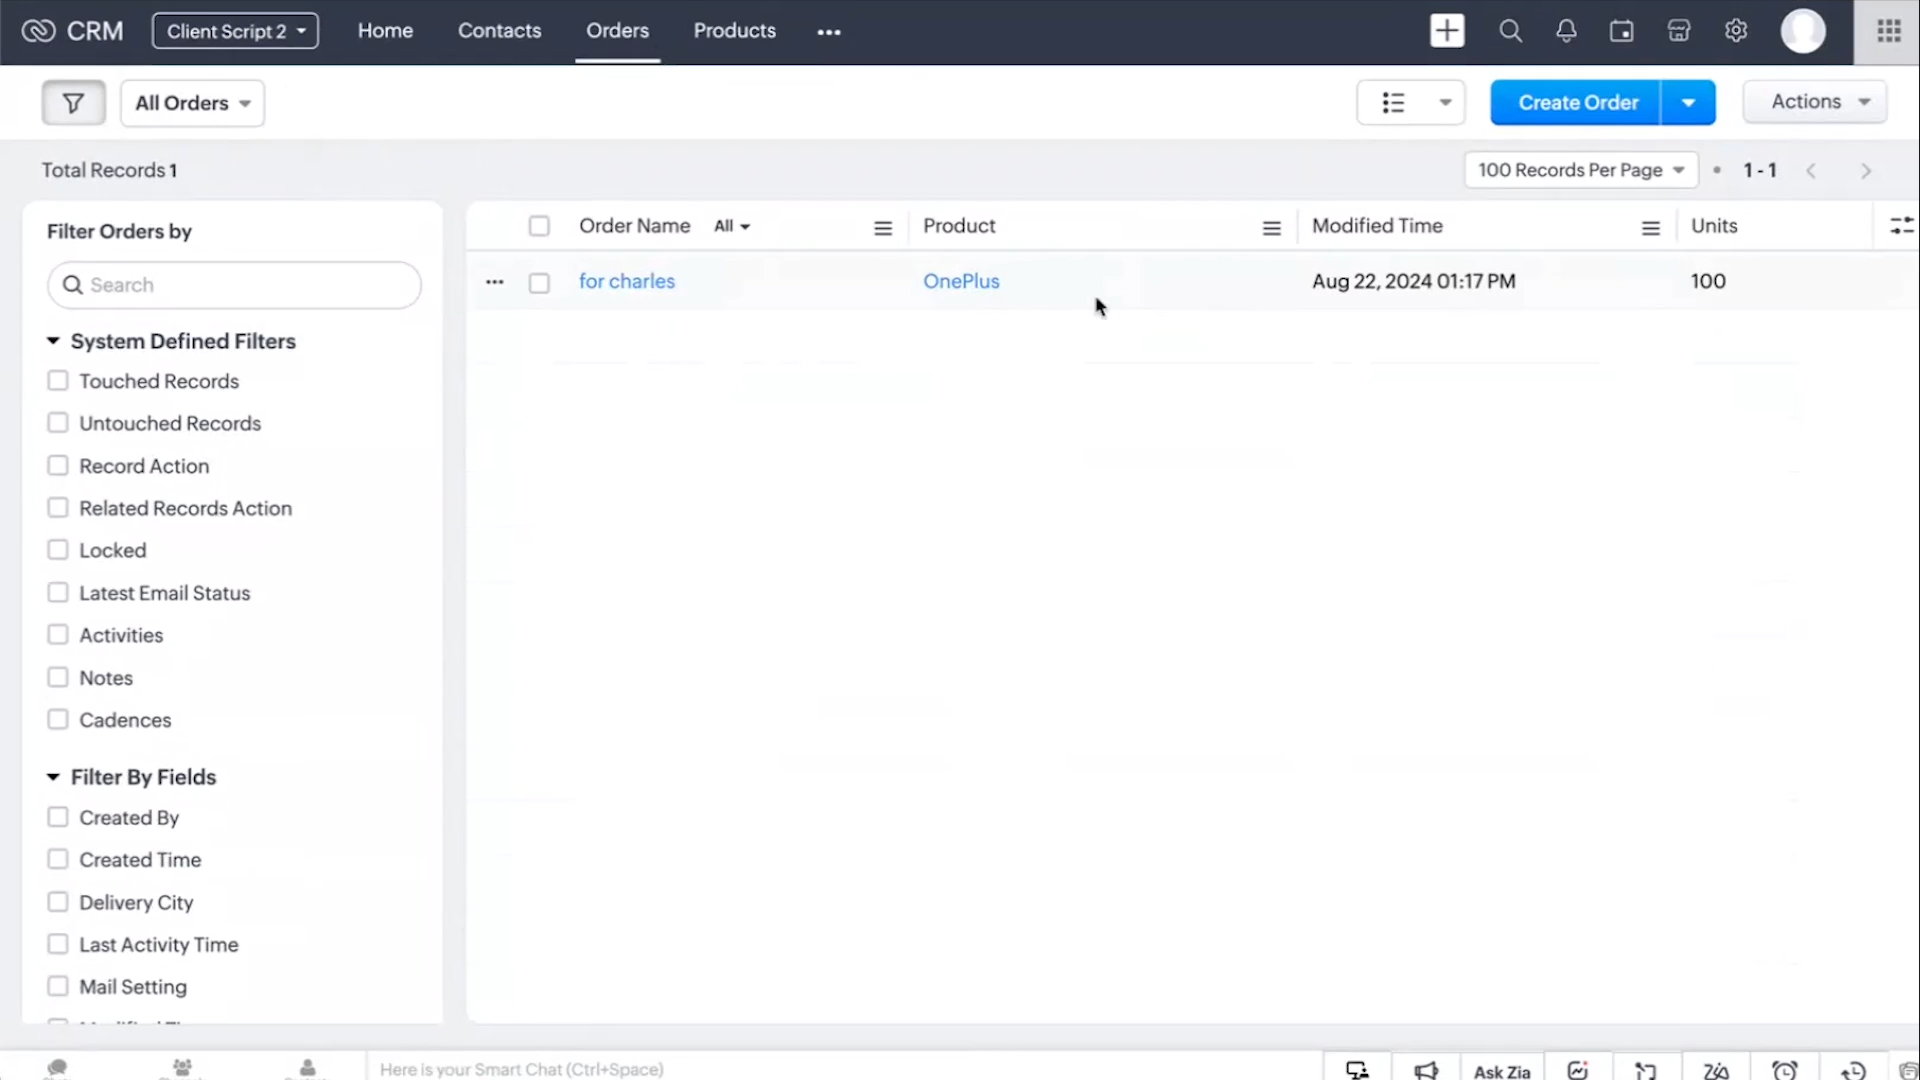 CRM
Client Script 2
Home
Contacts
Orders
Products
All Orders
Create Order
Actions
Total Records 1
100 Records Per Page
1 - 1
Filter Orders by
Search
System Defined Filters
Touched Records
Untouched Records
Record Action
Related Records Action
Locked
Latest Email Status
Activities
Notes
Cadences
Filter By Fields
Created By
Created Time
Delivery City
Last Activity Time
Mail Setting
Order Name All
Product
Modified Time
Units
for charles
OnePlus
Aug 22, 2024 01:17 PM
100
Here is your Smart Chat (Ctrl+Space)
Ask Zia